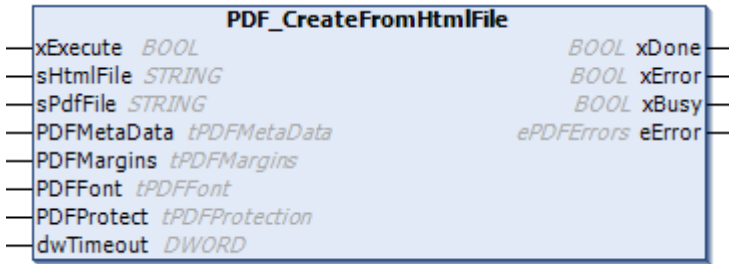 PDF_CreateFromHtmlFile
xExecute BOOL BOOL xDone
sHtmlFile STRING BOOL xError
sPdfFile STRING BOOL xBusy
PDFMetaData tPDFMetaData ePDFErrors eError
PDFMargins tPDFMargins
PDFFont tPDFFont
PDFProtect tPDFProtection
dwTimeout DWORD